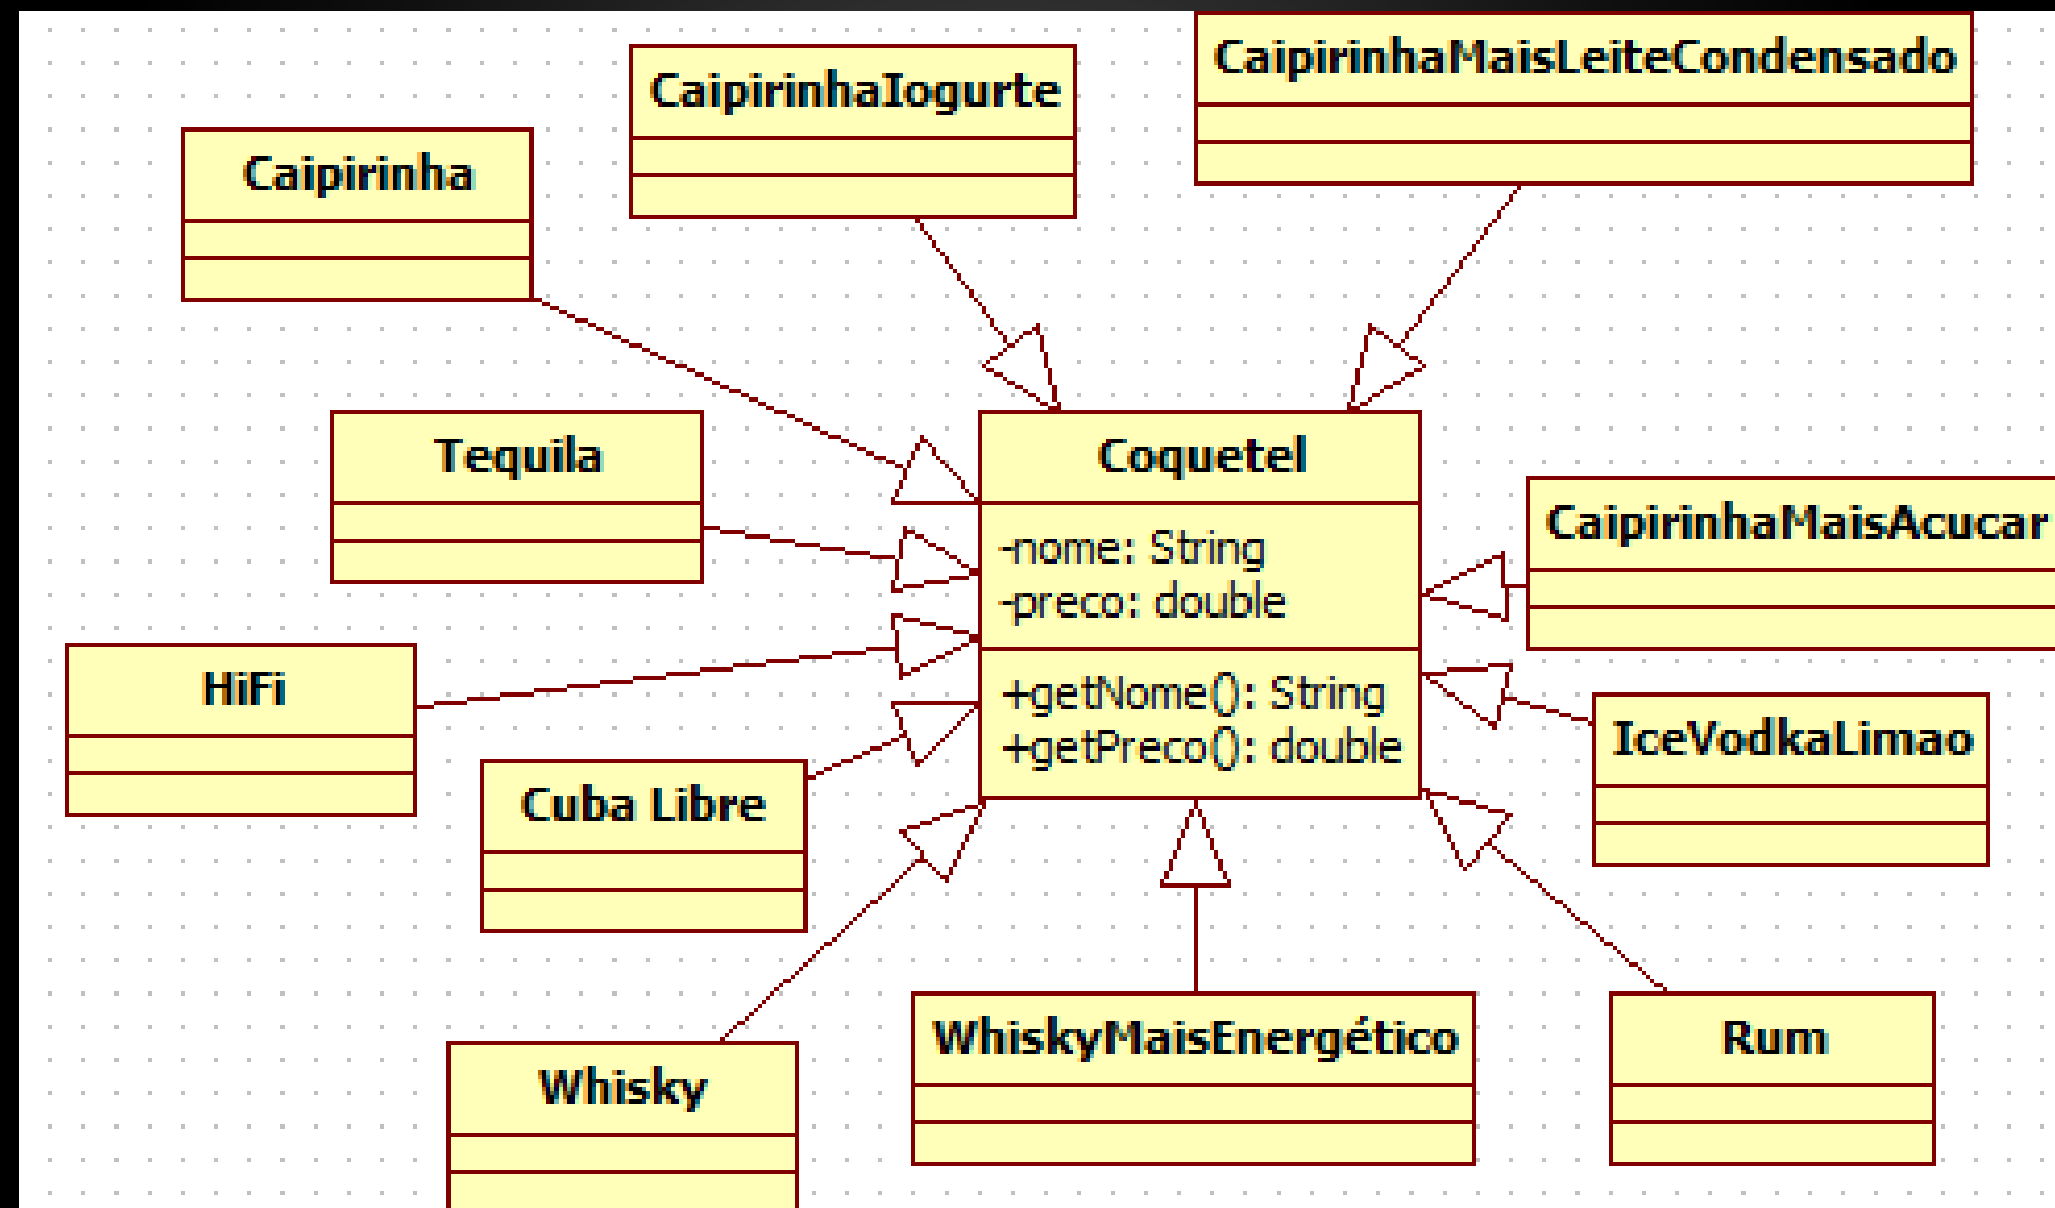 CaipirinhaMaisLeiteCondensado
CaipirinhaIogurte
Caipirinha
Tequila
Coquetel
-nome: String
-preco: double
+getNome(): String
+getPreco(): double
CaipirinhaMaisAcucar
HiFi
IceVodkaLimao
Cuba Libre
WhiskyMaisEnergético
Rum
Whisky